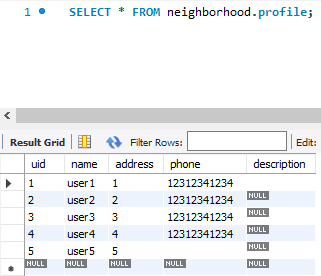 1 SELECT * FROM neighborhood.profile;
Result Grid Filter Rows: Edit:
uid name address phone description
1 user1 1 12312341234
2 user2 2 12312341234 NULL
3 user3 3 12312341234 NULL
4 user4 4 12312341234 NULL
5 user5 5 NULL
NULL NULL NULL NULL NULL